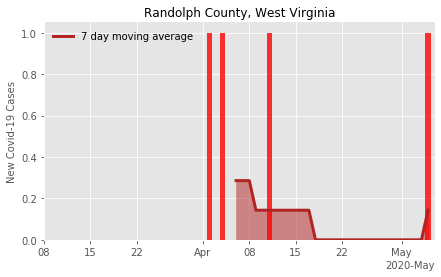 Randolph County, West Virginia
7 day moving average
New Covid-19 Cases
1.0
0.8
0.6
0.4
0.2
0.0
08 15 22 Apr 08 15 22 May
2020-May